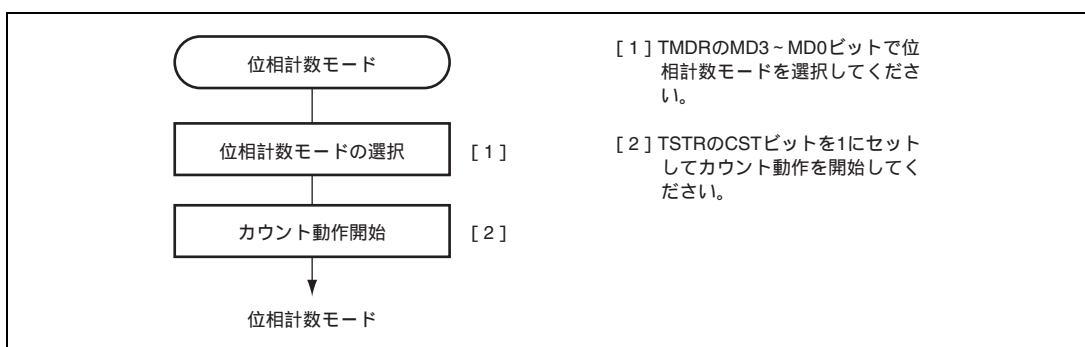 位相計数モード
位相計数モードの選択 [ 1 ]
カウント動作開始 [ 2 ]
位相計数モード
[ 1 ] TMDRのMD3～MD0ビットで位
相計数モードを選択してくださ
い。
[ 2 ] TSTRのCSTビットを1にセット
してカウント動作を開始してく
ださい。